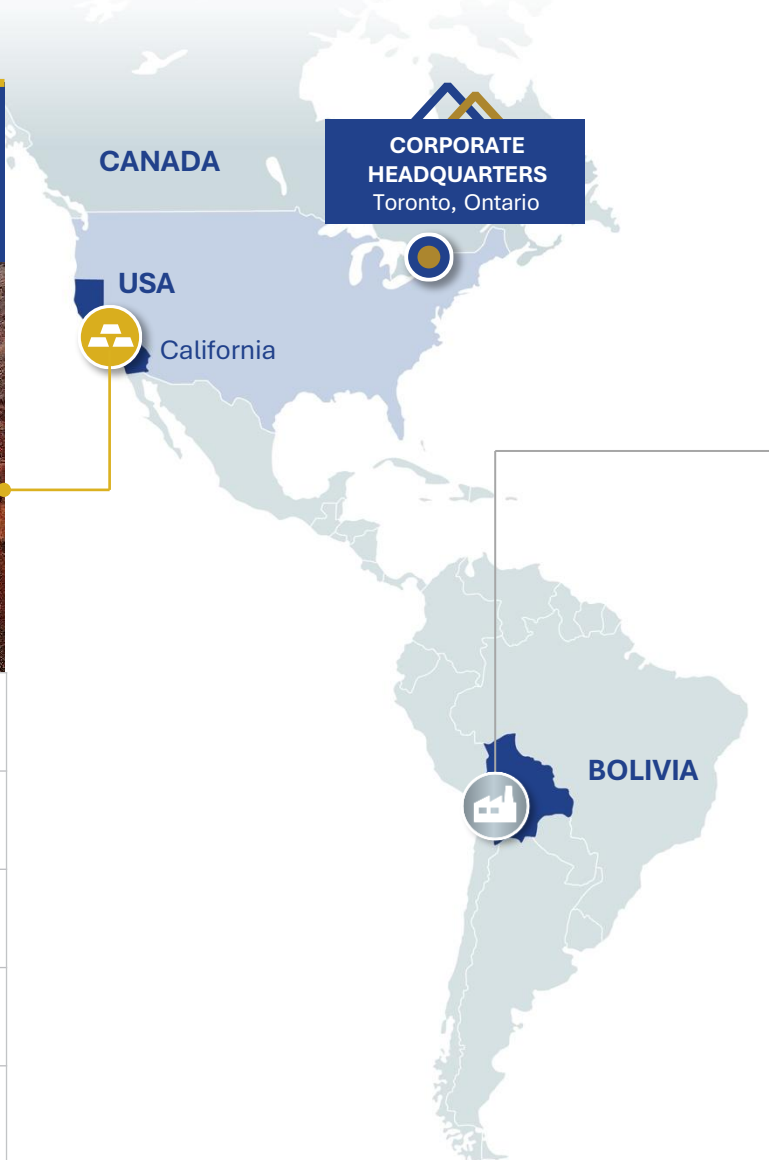 CANADA
CORPORATE
HEADQUARTERS
Toronto, Ontario
USA
California
BOLIVIA